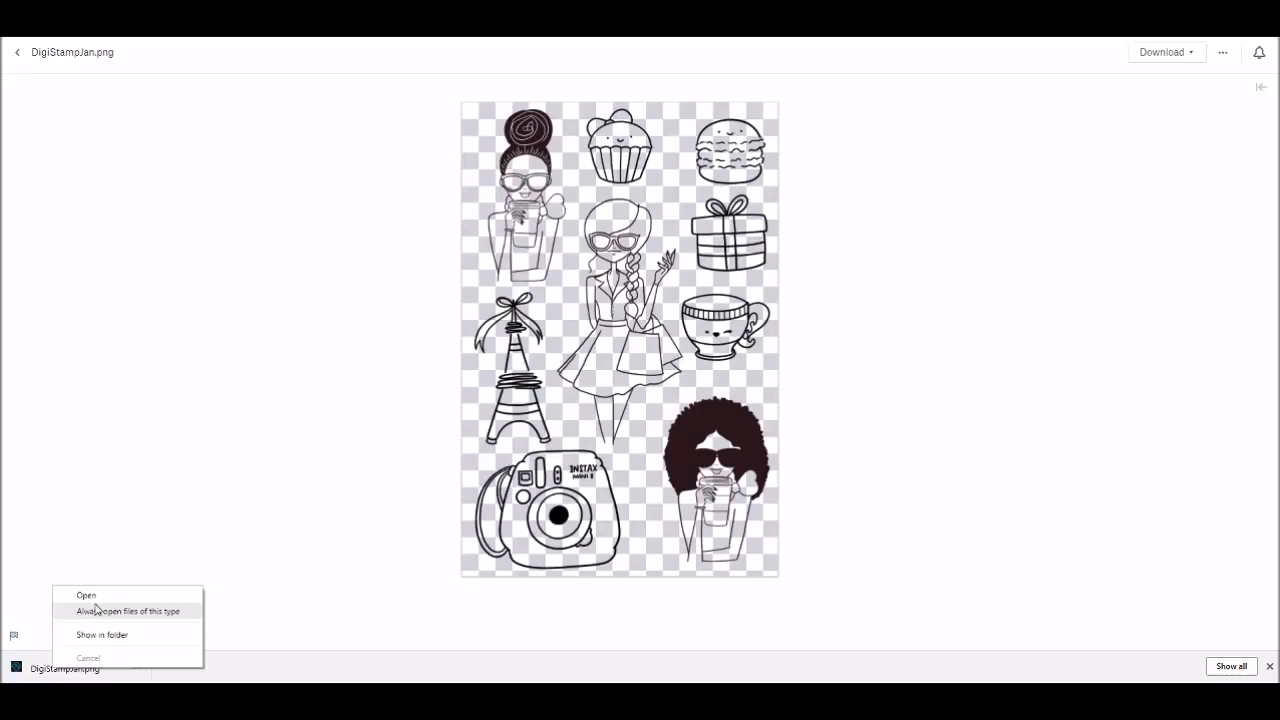 DigiStampJan.png
Download
INSTAX
MINI 8
Open
Always open files of this type
Show in folder
Cancel
DigiStampJan.png
Show all